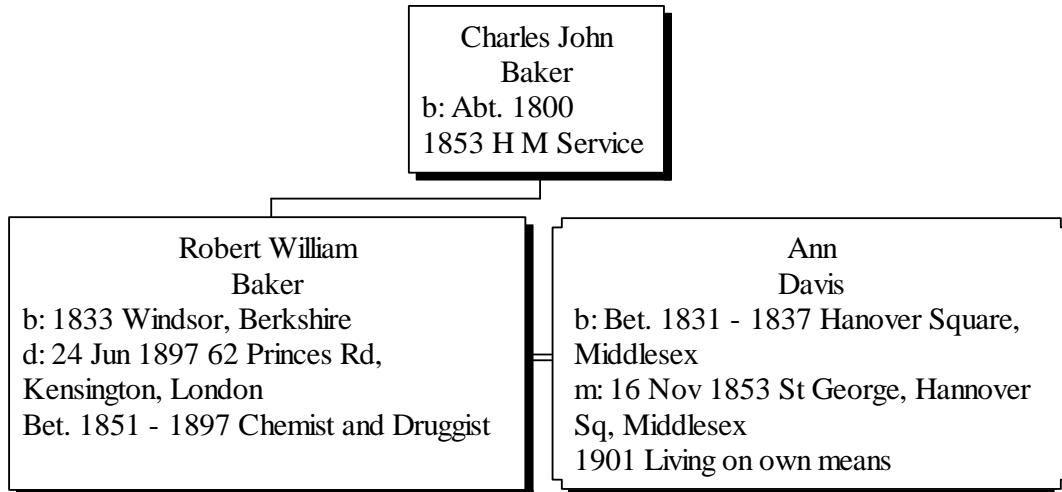 Charles John
Baker
b: Abt. 1800
1853 H M Service
Robert William
Baker
b: 1833 Windsor, Berkshire
d: 24 Jun 1897 62 Princes Rd,
Kensington, London
Bet. 1851 - 1897 Chemist and Druggist
Ann
Davis
b: Bet. 1831 - 1837 Hanover Square,
Middlesex
m: 16 Nov 1853 St George, Hannover
Sq, Middlesex
1901 Living on own means